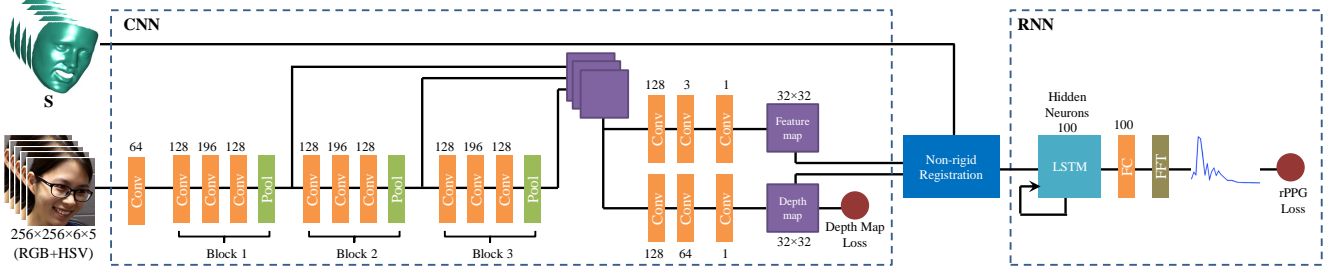 CNN
RNN
S
256×256×6×5
(RGB+HSV)
64
Conv
128 196 128
Conv Conv Conv Pool
Block 1
128 196 128
Conv Conv Conv Pool
Block 2
128 196 128
Conv Conv Conv Pool
Block 3
128 3 1
Conv Conv Conv
32×32
Feature
map
Conv Conv Conv
128 64 1
Depth
map
32×32
Depth Map
Loss
Non-rigid
Registration
Hidden
Neurons
100
LSTM
100
FC
FFT
rPPG
Loss